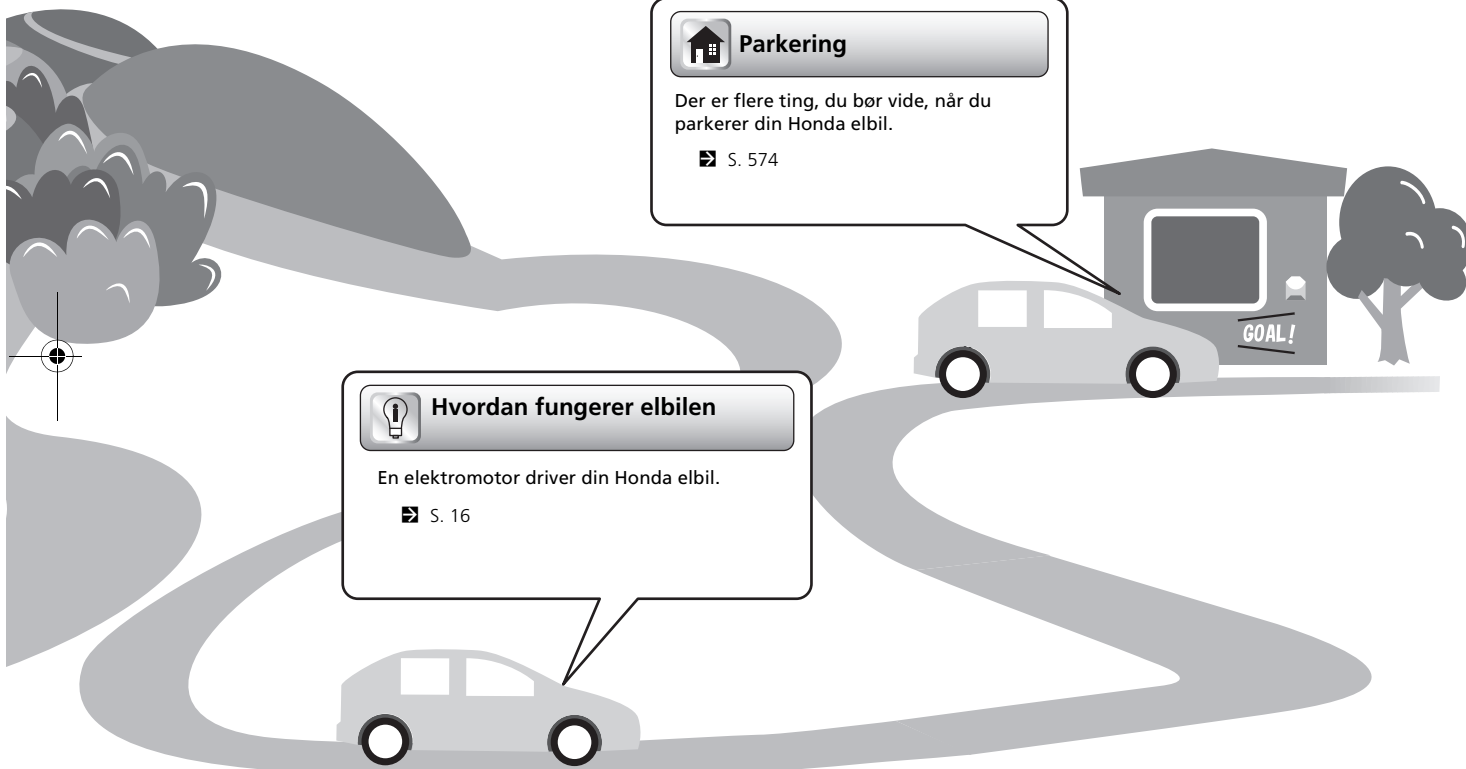 Parkering
Der er flere ting, du bør vide, når du
parkerer din Honda elbil.
S. 574
GOAL!
Hvordan fungerer elbilen
En elektromotor driver din Honda elbil.
S. 16